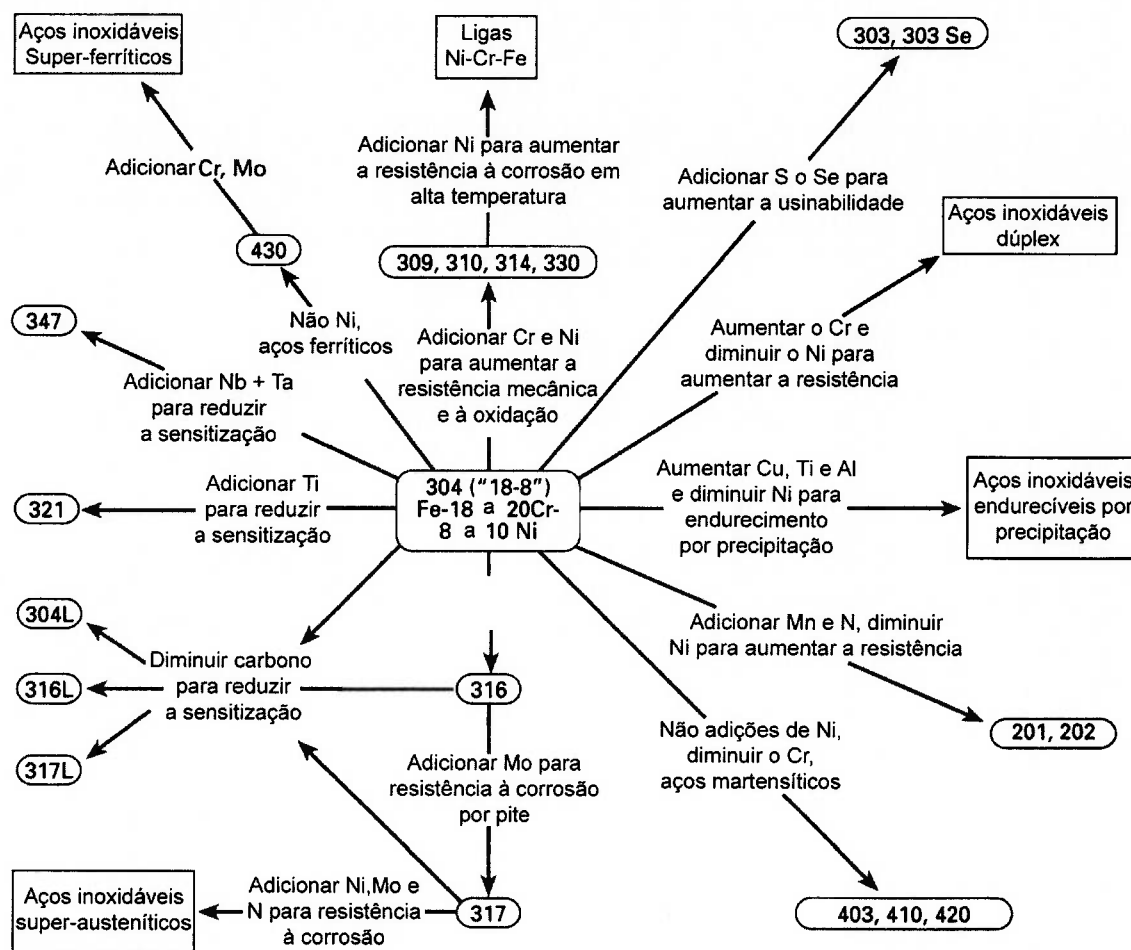 Aços inoxidáveis
Super-ferríticos
Ligas
Ni-Cr-Fe
303, 303 Se
Adicionar Cr, Mo
Adicionar Ni para aumentar
a resistência à corrosão em
alta temperatura
Adicionar S o Se para
aumentar a usinabilidade
Aços inoxidáveis
dúplex
430
309, 310, 314, 330
347
Não Ni,
aços ferríticos
Adicionar Cr e Ni
para aumentar a
resistência mecânica
e à oxidação
Aumentar o Cr e
diminuir o Ni para
aumentar a resistência
Adicionar Nb + Ta
para reduzir
a sensitização
321
Adicionar Ti
para reduzir
a sensitização
304 ("18-8")
Fe-18 a 20Cr-
8 a 10 Ni
Aumentar Cu, Ti e Al
e diminuir Ni para
endurecimento
por precipitação
Aços inoxidáveis
endurecíveis por
precipitação
304L
316L
317L
Diminuir carbono
para reduzir
a sensitização
316
Adicionar Mn e N, diminuir
Ni para aumentar a resistência
201, 202
Não adições de Ni,
diminuir o Cr,
aços martensíticos
Adicionar Mo para
resistência à corrosão
por pite
Aços inoxidáveis
super-austeníticos
Adicionar Ni,Mo e
N para resistência
à corrosão
317
403, 410, 420